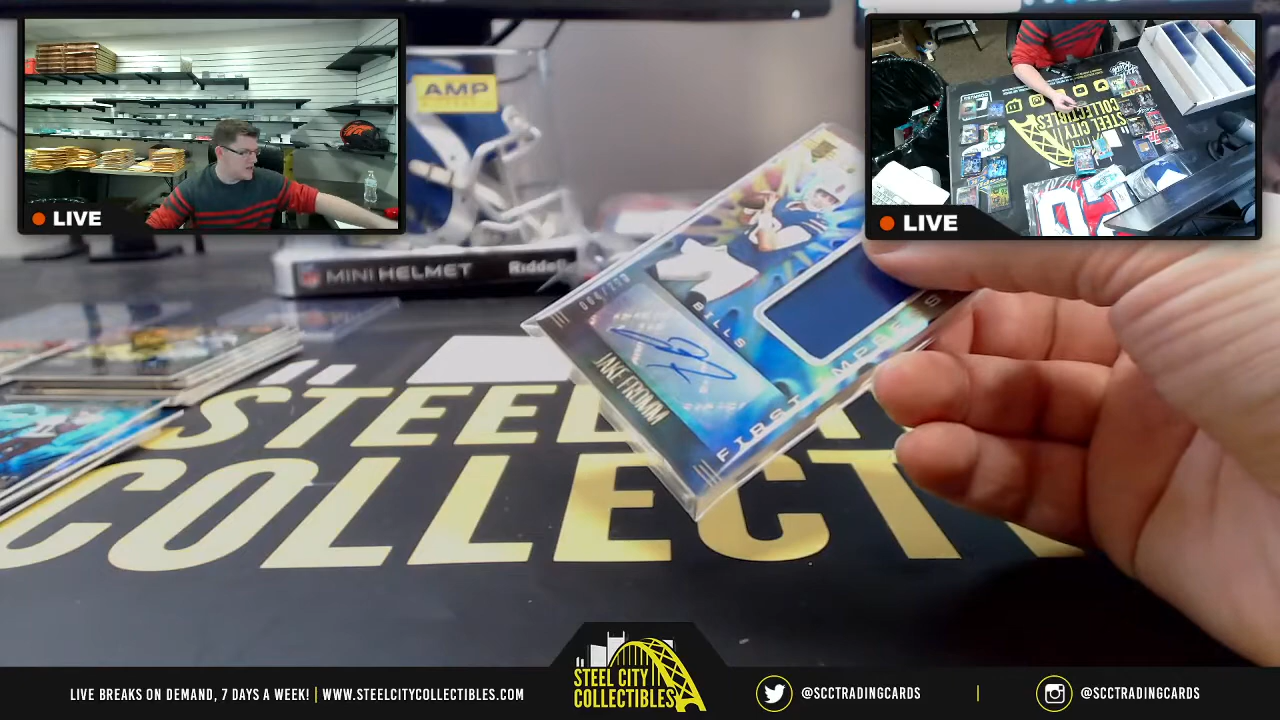 LIVE
LIVE
AMP
MINI HELMET Riddell
BILLS
JAKE FROMM
FIRST IMPRESS
STEEL
COLLECT
STEEL CITY
COLLECTIBLES
LIVE BREAKS ON DEMAND, 7 DAYS A WEEK! | WWW.STEELCITYCOLLECTIBLES.COM
STEEL CITY
COLLECTIBLES
@SCCTRADINGCARDS | @SCCTRADINGCARDS